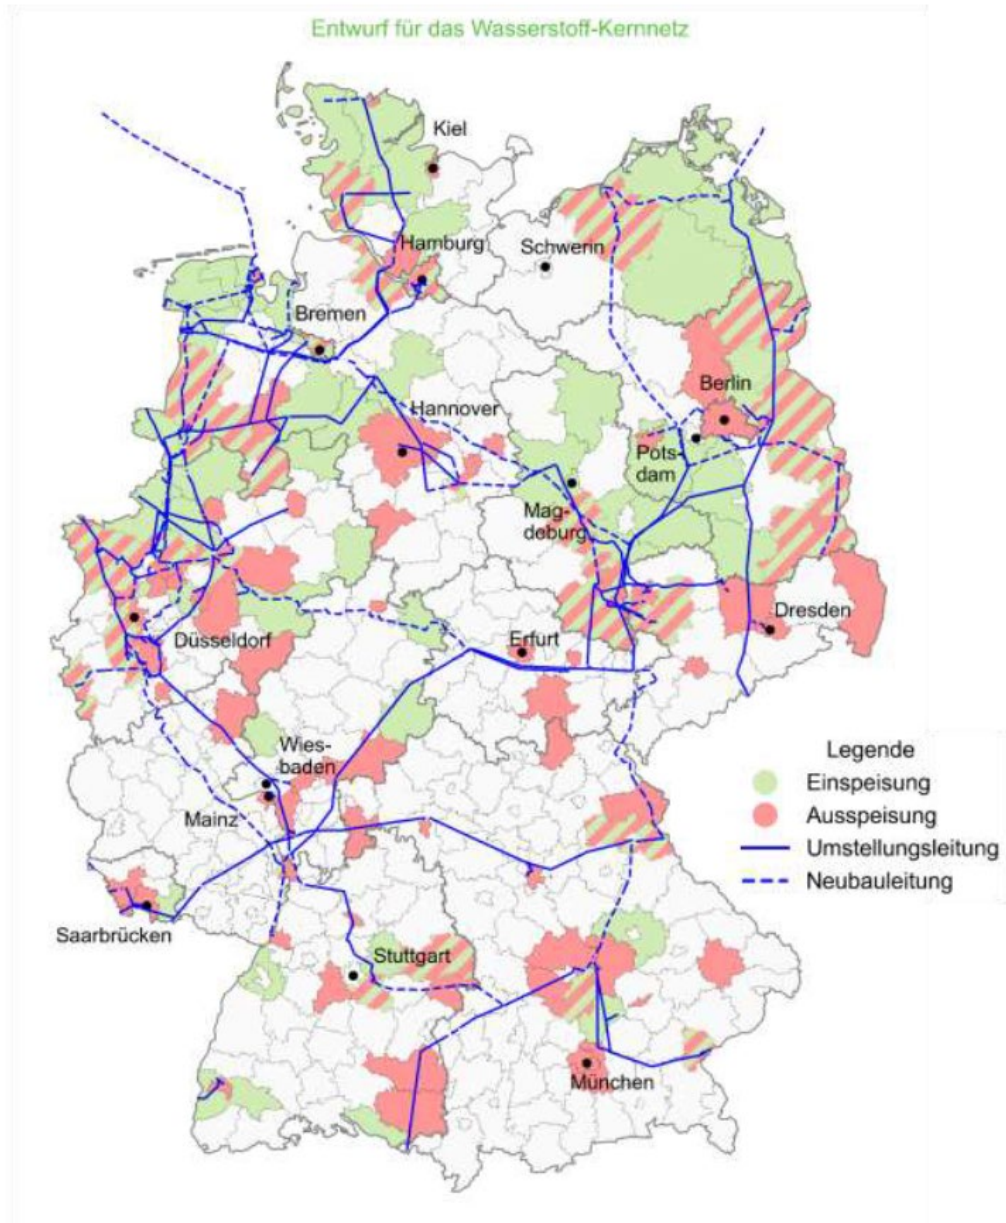 Entwurf für das Wasserstoff-Kernnetz
Kiel
Hamburg
Schwerin
Bremen
Berlin
Hannover
Pots-
dam
Mag-
deburg
Düsseldorf
Erfurt
Dresden
Wies-
baden
Mainz
Saarbrücken
Stuttgart
München
Legende
Einspeisung
Ausspeisung
Umstellungsleitung
Neubauleitung